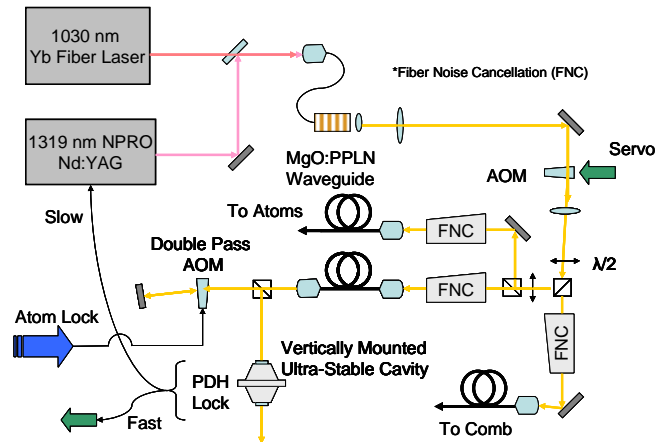 1030 nm
Yb Fiber Laser
*Fiber Noise Cancellation (FNC)
1319 nm NPRO
Nd:YAG
Servo
MgO:PPLN
Waveguide
AOM
Slow
To Atoms
FNC
Double Pass
AOM
λ/2
FNC
Atom Lock
FNC
Vertically Mounted
Ultra-Stable Cavity
PDH
Lock
Fast
To Comb